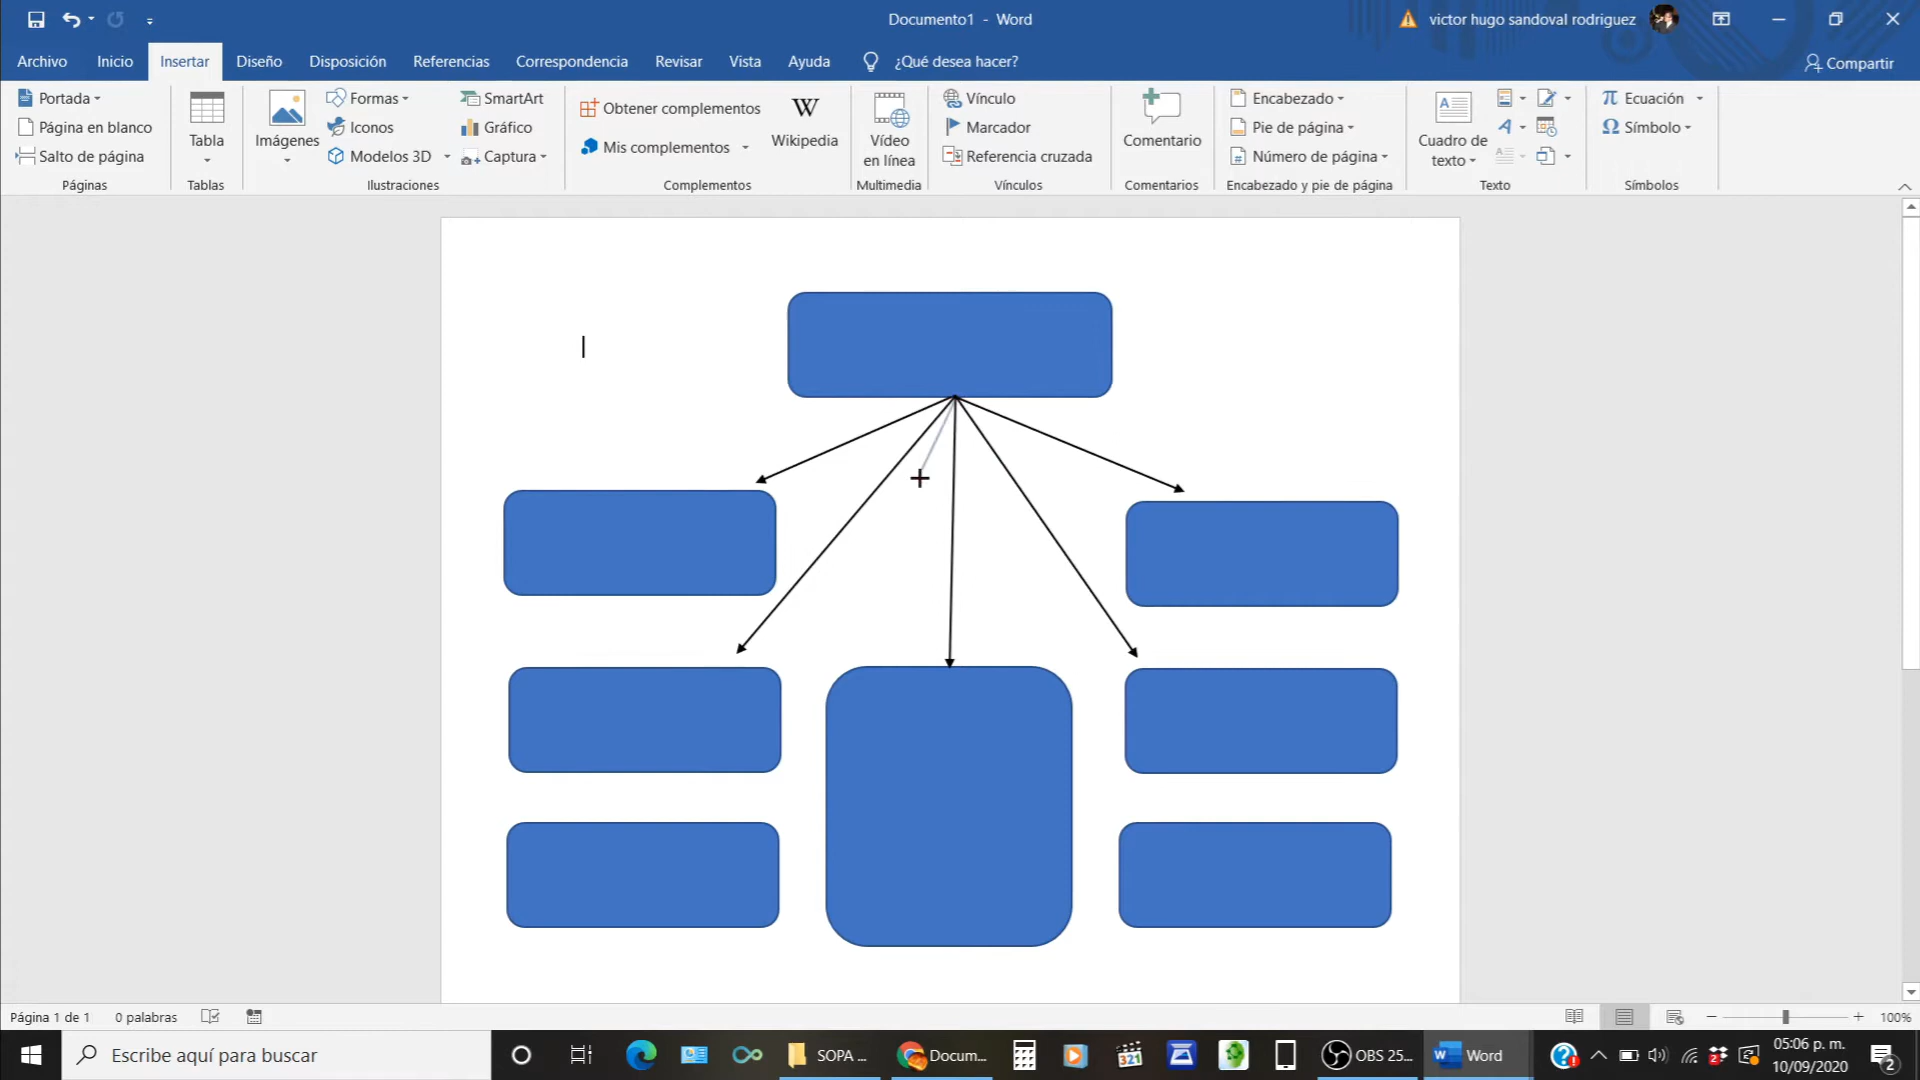 Documento1 - Word
victor hugo sandoval rodriguez
Archivo Inicio Insertar Diseño Disposición Referencias Correspondencia Revisar Vista Ayuda ¿Qué desea hacer? Compartir
Portada
Página en blanco
Salto de página
Páginas
Tabla
Tablas
Imágenes
Formas
Iconos
Modelos 3D
SmartArt
Gráfico
Captura
Ilustraciones
Obtener complementos
Mis complementos
W
Wikipedia
Complementos
Vídeo
en línea
Multimedia
Vínculo
Marcador
Referencia cruzada
Vínculos
Comentario
Comentarios
Encabezado
Pie de página
Número de página
Encabezado y pie de página
Cuadro de
texto
Texto
π Ecuación
Ω Símbolo
Símbolos
Página 1 de 1 0 palabras 100%
Escribe aquí para buscar
SOPA ...
Docum...
321
OBS 25...
Word
05:06 p. m.
10/09/2020
2